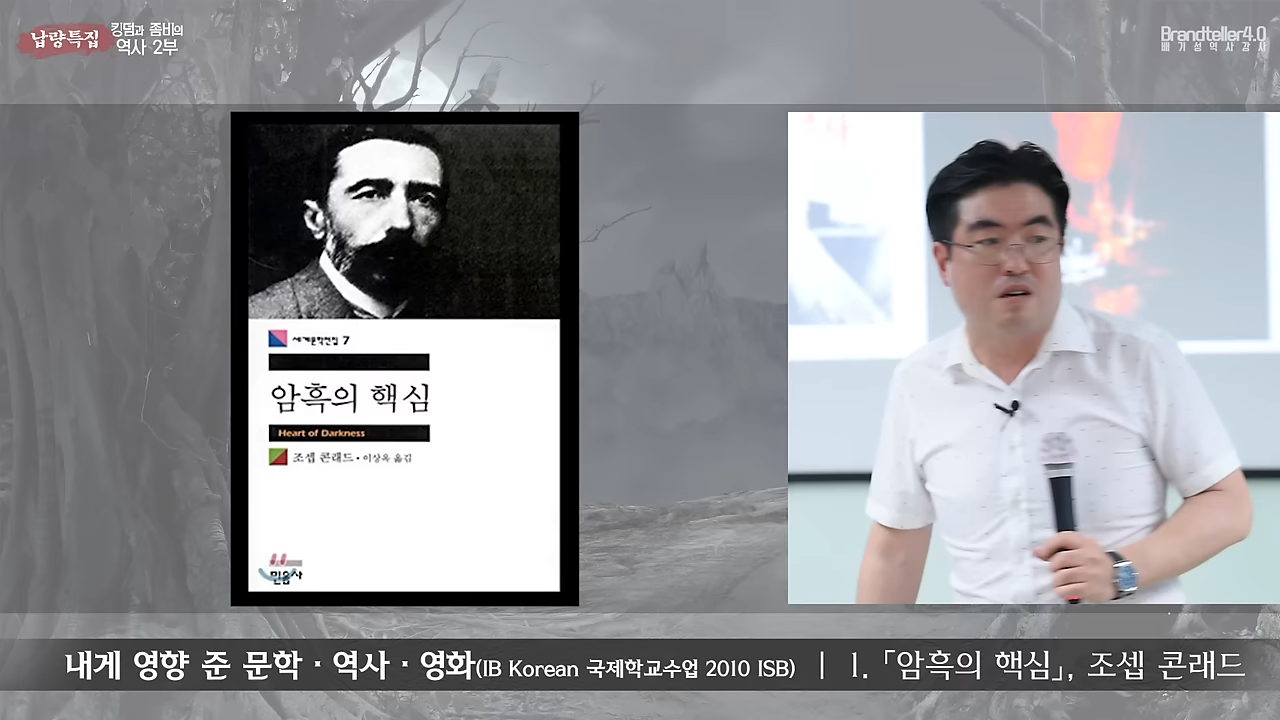 납량특집
킹덤과 좀비의
역사 2부
Brandteller4.0
배기성역사강사
세계문학전집 7
암흑의 핵심
Heart of Darkness
조셉 콘래드 · 이상옥 옮김
민음사
내게 영향 준 문학 · 역사 · 영화(IB Korean 국제학교수업 2010 ISB) | 1. 「암흑의 핵심」, 조셉 콘래드